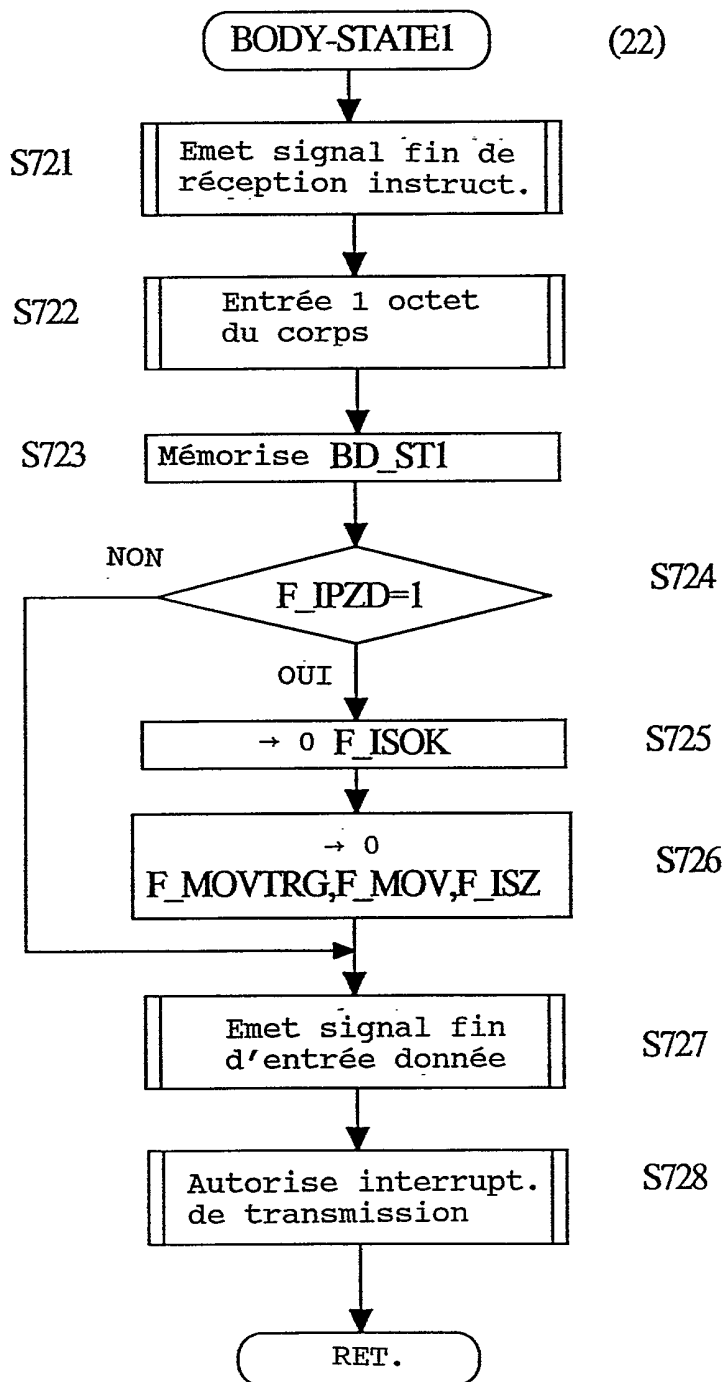 BODY-STATE1
(22)
S721
Emet signal fin de
réception instruct.
S722
Entrée 1 octet
du corps
S723
Mémorise BD_ST1
NON
S724
F_IPZD=1
OUI
→ 0 F_ISOK
S725
→ 0
F_MOVTRG,F_MOV,F_ISZ
S726
Emet signal fin
d'entrée donnée
S727
Autorise interrupt.
de transmission
S728
RET.